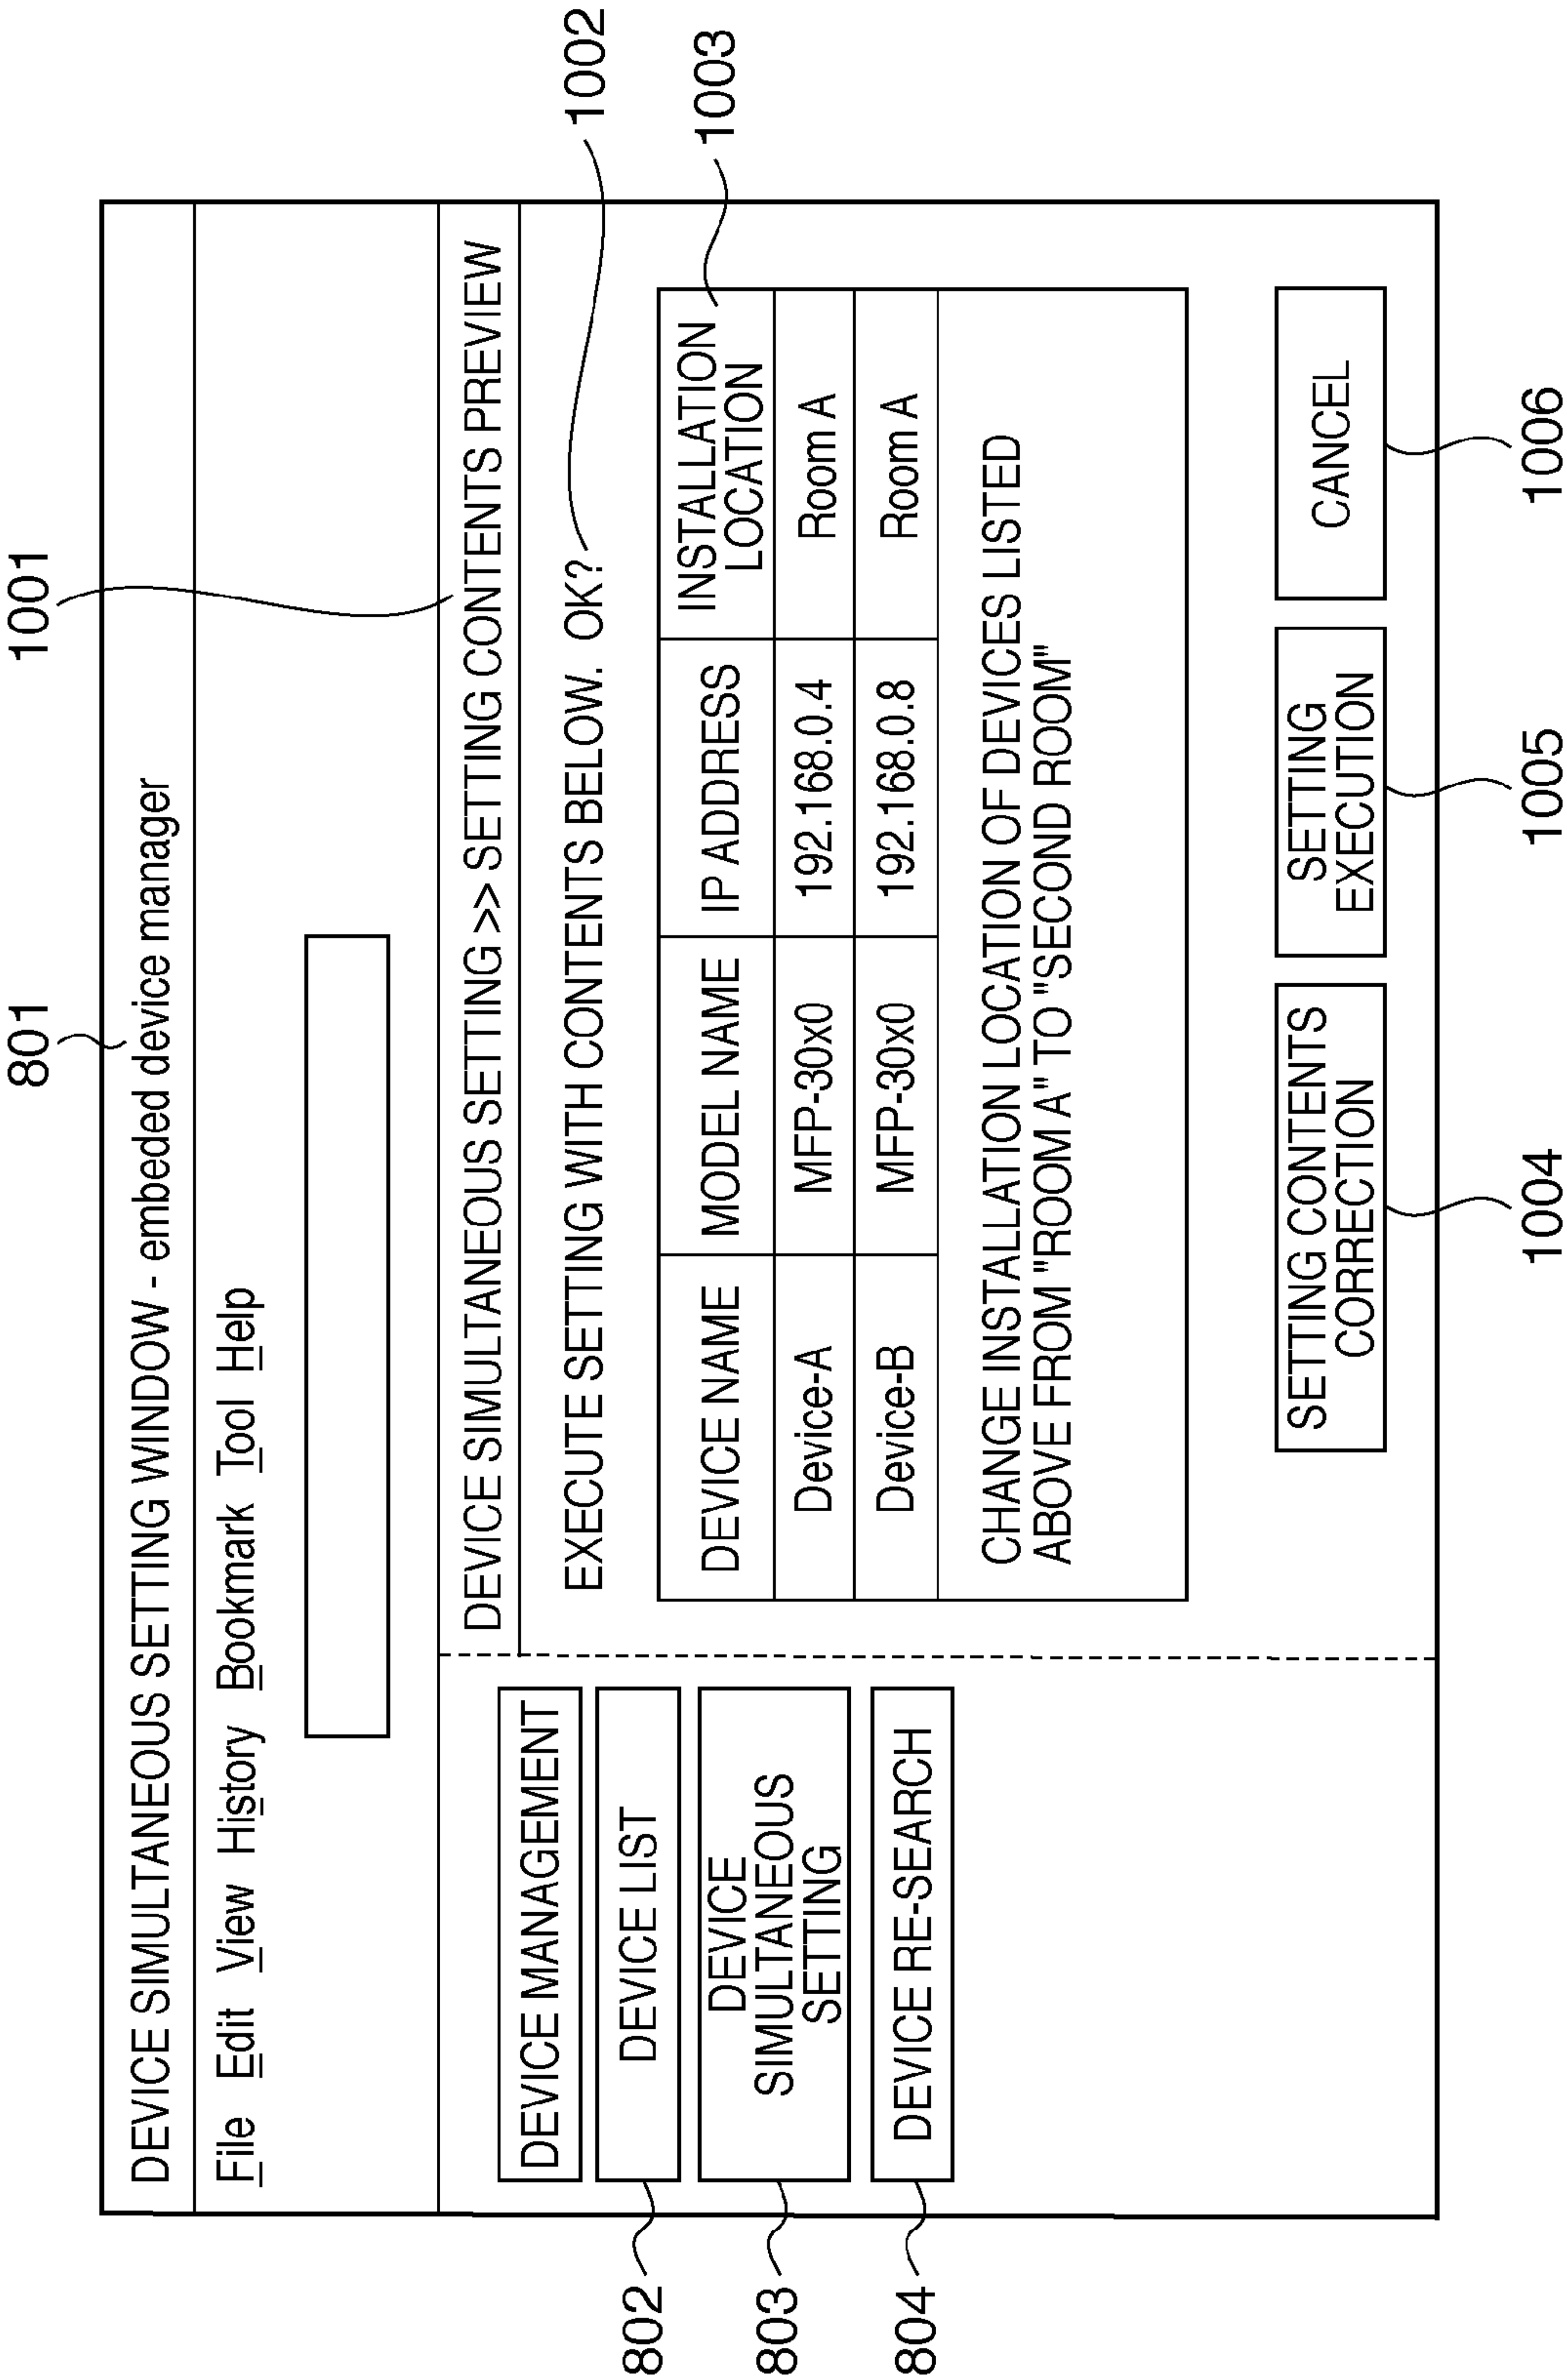 801
1001
1002
1003
DEVICE SIMULTANEOUS SETTING WINDOW - embeded device manager
File Edit View History Bookmark Tool Help
DEVICE SIMULTANEOUS SETTING >> SETTING CONTENTS PREVIEW
802
803
804
DEVICE MANAGEMENT
DEVICE LIST
DEVICE
SIMULTANEOUS
SETTING
DEVICE RE-SEARCH
EXECUTE SETTING WITH CONTENTS BELOW. OK?
DEVICE NAME MODEL NAME IP ADDRESS INSTALLATION
LOCATION
Device-A MFP-30x0 192.168.0.4 Room A
Device-B MFP-30x0 192.168.0.8 Room A
CHANGE INSTALLATION LOCATION OF DEVICES LISTED
ABOVE FROM "ROOM A" TO "SECOND ROOM"
SETTING CONTENTS
CORRECTION
SETTING
EXECUTION
CANCEL
1004
1005
1006